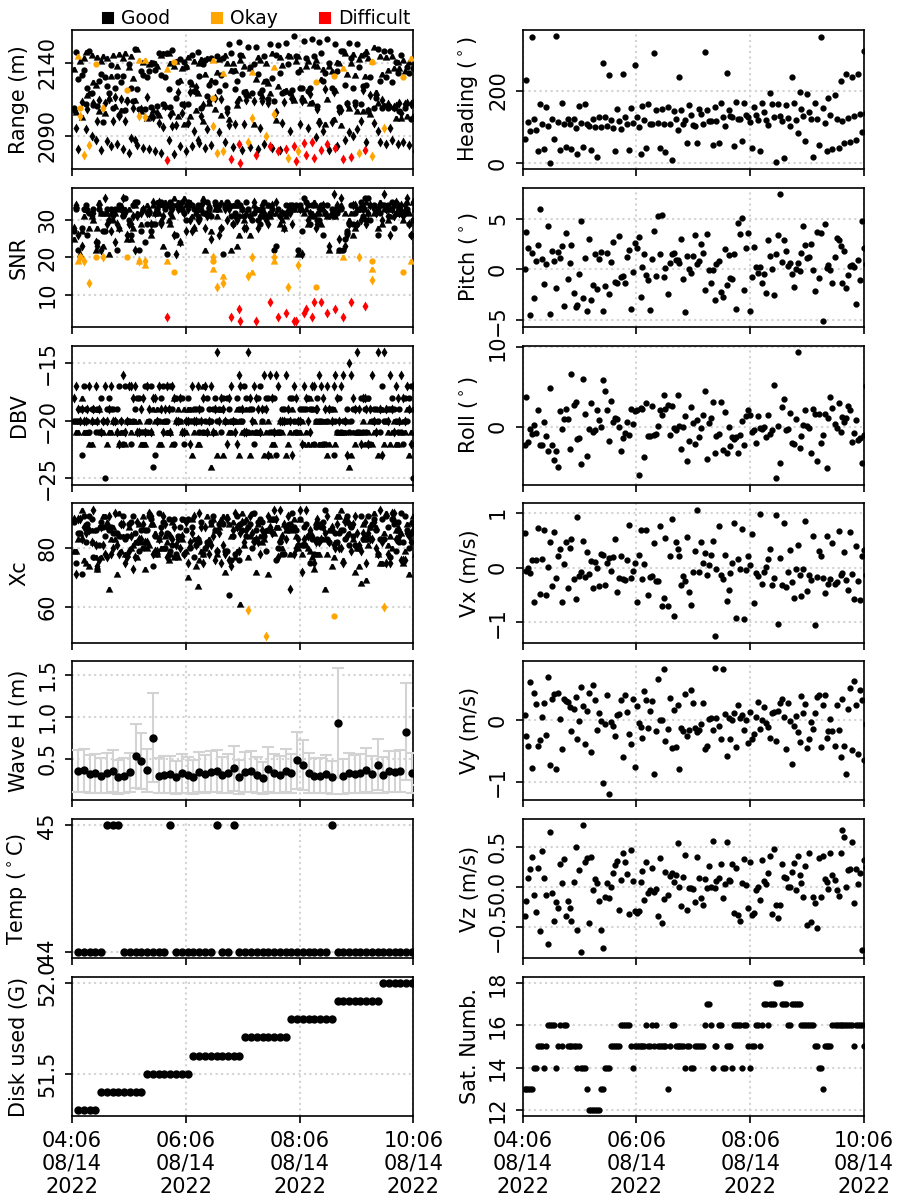 Good Okay Difficult
Range (m)
2140
2090
Heading (°)
200
0
SNR
30
20
10
Pitch (°)
5
0
−5
DBV
−15
−20
−25
Roll (°)
10
0
Xc
80
60
Vx (m/s)
1
0
−1
Wave H (m)
1.5
1.0
0.5
Vy (m/s)
0
−1
Temp (°C)
45
44
Vz (m/s)
0.5
0.0
−0.5
Disk used (G)
52.0
51.5
Sat. Numb.
18
16
14
12
04:06 06:06 08:06 10:06
08/14 08/14 08/14 08/14
2022 2022 2022 2022
04:06 06:06 08:06 10:06
08/14 08/14 08/14 08/14
2022 2022 2022 2022